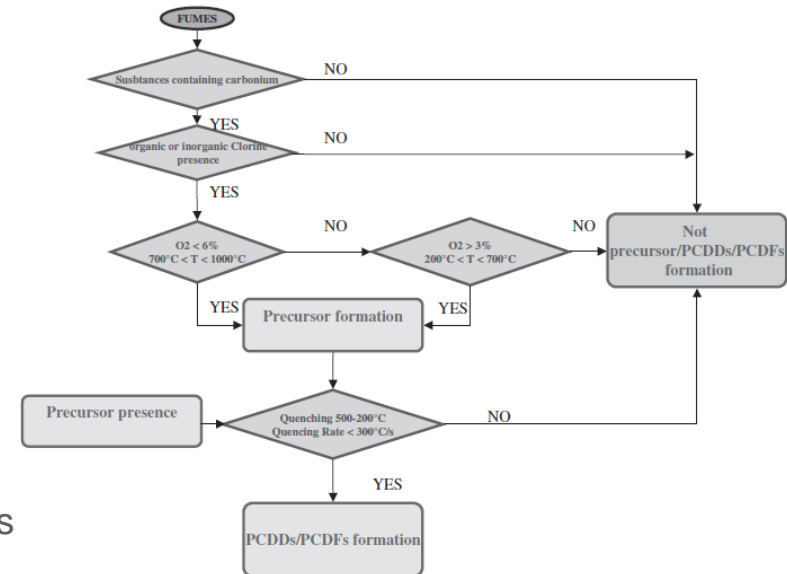 FUMES
Susbtances containing carbonium
NO
YES
organic or inorganic Clorine
presence
NO
YES
O2 < 6%
700°C < T < 1000°C
NO
O2 > 3%
200°C < T < 700°C
NO
Not
precursor/PCDDs/PCDFs
formation
YES
Precursor formation
YES
Precursor presence
Quenching 500-200°C
Quencing Rate < 300°C/s
NO
YES
PCDDs/PCDFs formation
s